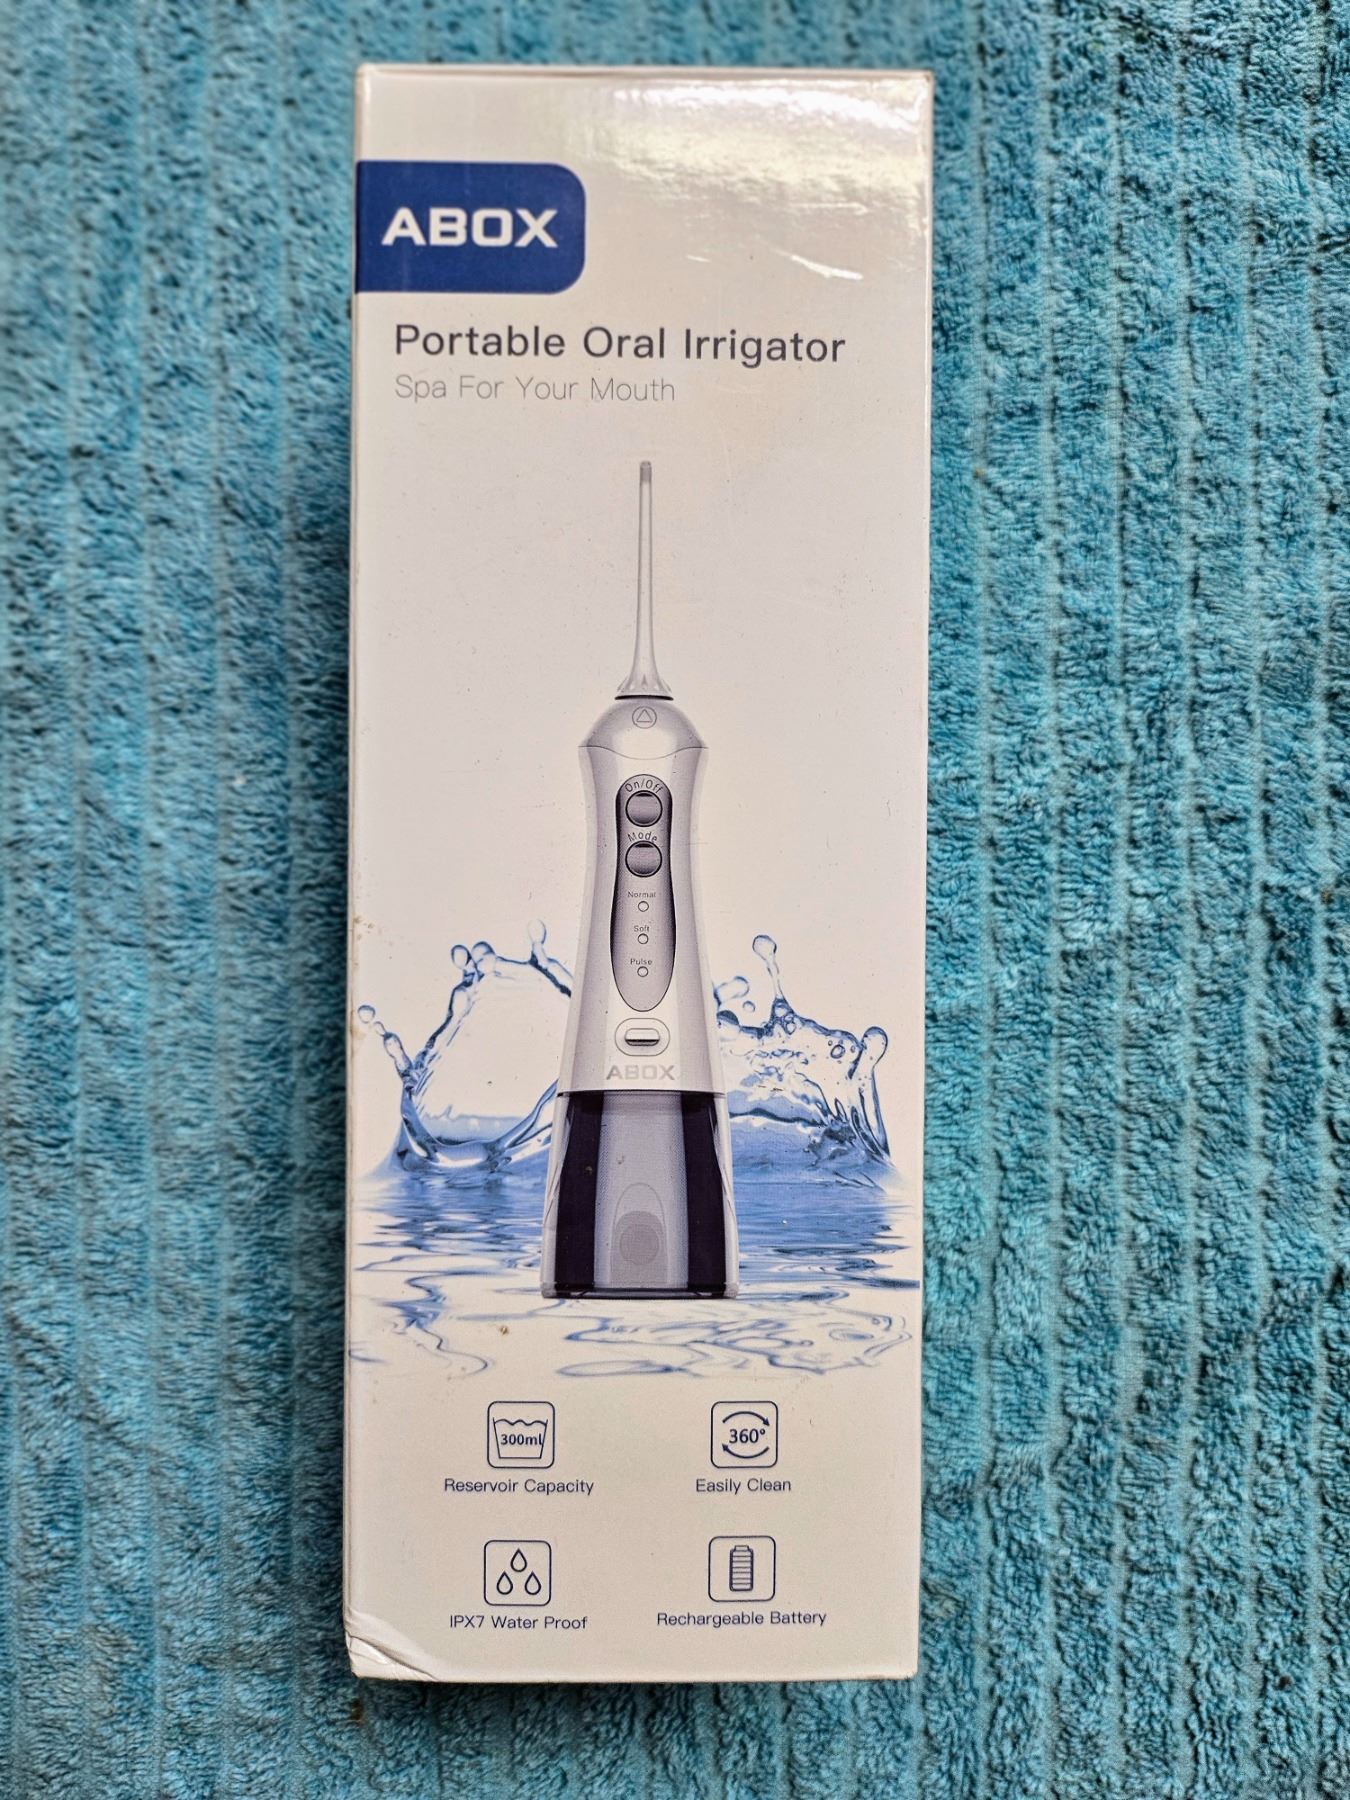 ABOX
Portable Oral Irrigator
Spa For Your Mouth
On/Off
Mode
Normal
Soft
Pulse
ABOX
300ml
360°
Reservoir Capacity
Easily Clean
IPX7 Water Proof
Rechargeable Battery